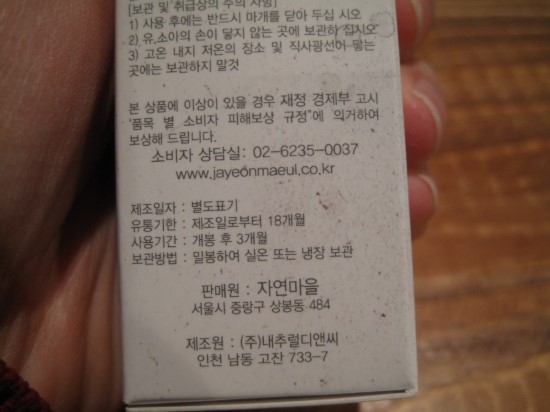 [보관 및 취급상의 주의 사항]
1) 사용 후에는 반드시 마개를 닫아 두십 시오
2) 유,소아의 손이 닿지 않는 곳에 보관하 십시오
3) 고온 내지 저온의 장소 및 직사광선이 닿는
곳에는 보관하지 말것
본 상품에 이상이 있을 경우 재정 경제부 고시
“품목 별 소비자 피해보상 규정”에 의거하여
보상해 드립니다.
소비자 상담실: 02-6235-0037
www.jayeonmaeul.co.kr
제조일자 : 별도표기
유통기한 : 제조일로부터 18개월
사용기간 : 개봉 후 3개월
보관방법 : 밀봉하여 실온 또는 냉장 보관
판매원 : 자연마을
서울시 중랑구 상봉동 484
제조원 : (주)내추럴디앤씨
인천 남동 고잔 733-7